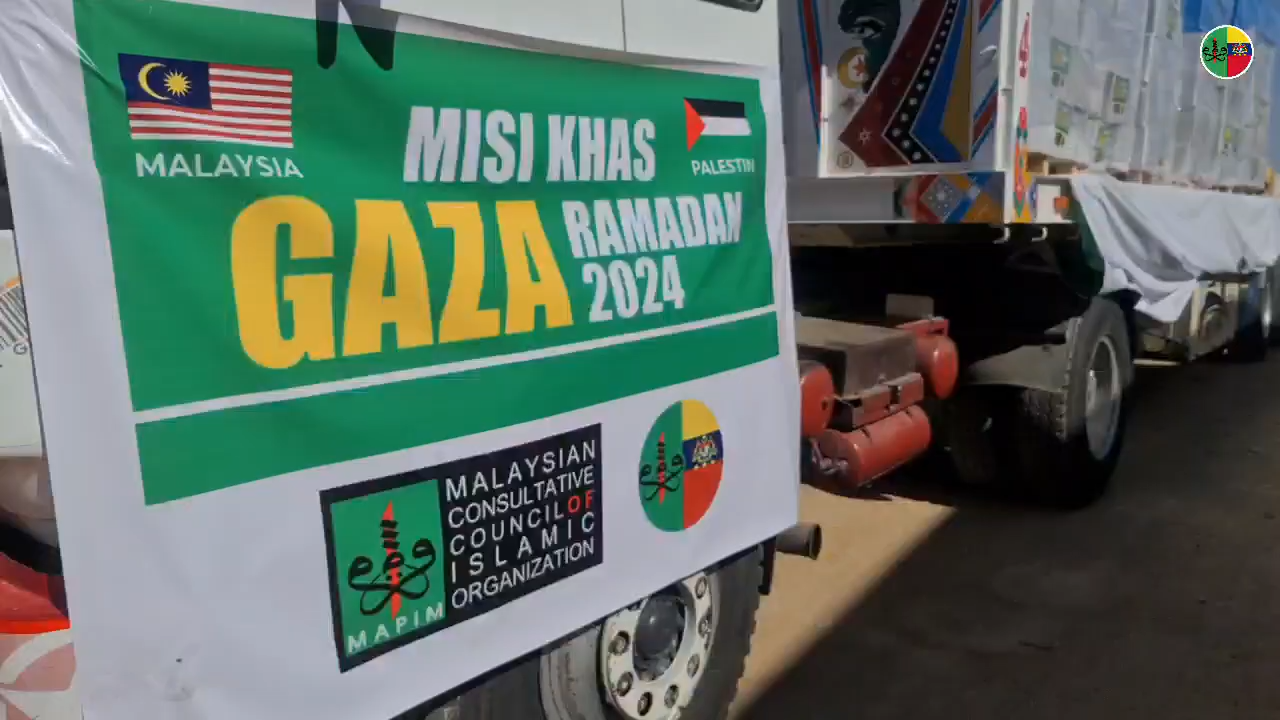 MALAYSIA
MISI KHAS
PALESTIN
GAZA
RAMADAN
2024
MAPIM
MALAYSIAN
CONSULTATIVE
COUNCIL OF
ISLAMIC
ORGANIZATION